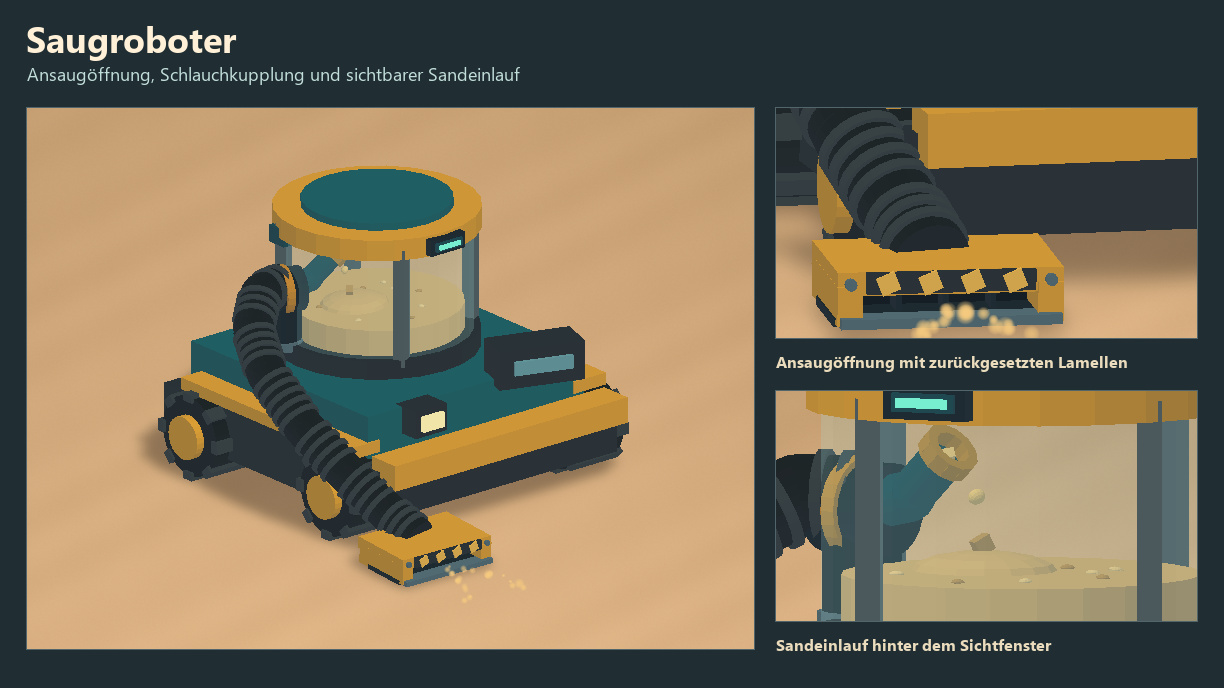 Saugroboter
Ansaugöffnung, Schlauchkupplung und sichtbarer Sandeinlauf
Ansaugöffnung mit zurückgesetzten Lamellen
Sandeinlauf hinter dem Sichtfenster